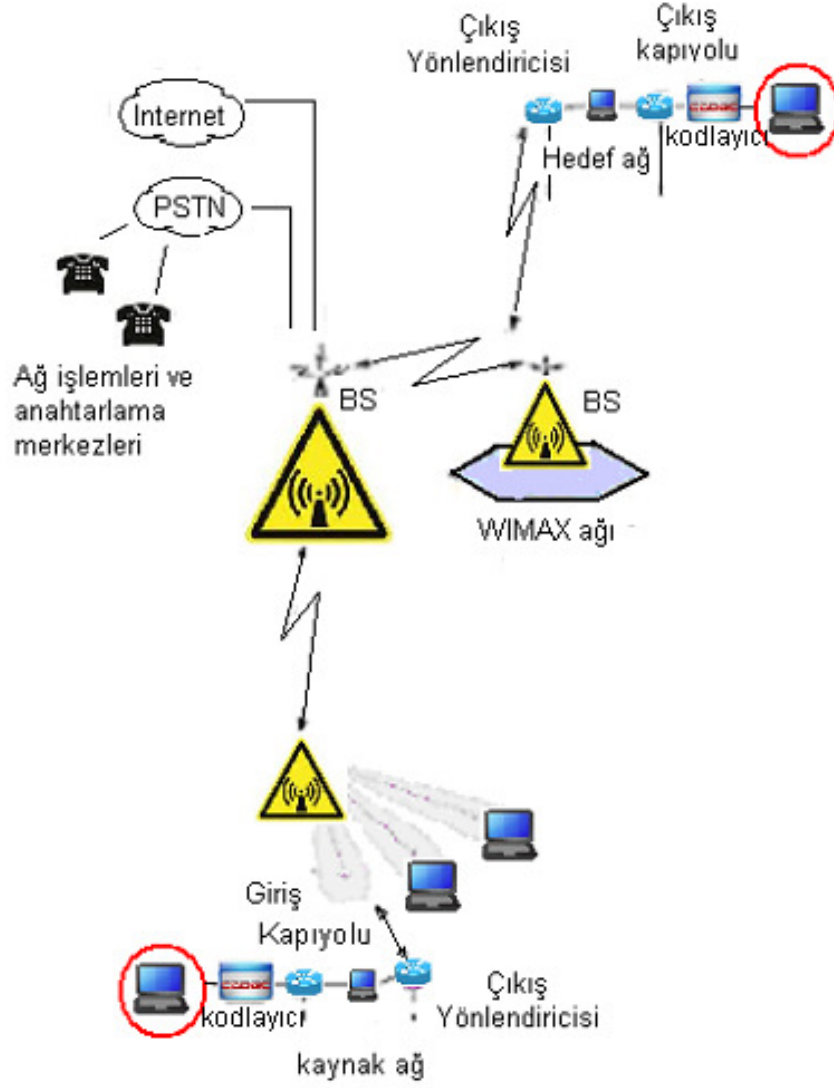 Çıkış
Yönlendiricisi
Çıkış
kapıyolu
Internet
kodlayıcı
Hedef ağ
PSTN
Ağ işlemleri ve
anahtarlama
merkezleri
BS
BS
WIMAX ağı
Giriş
Kapıyolu
kodlayıcı
Çıkış
Yönlendiricisi
kaynak ağ